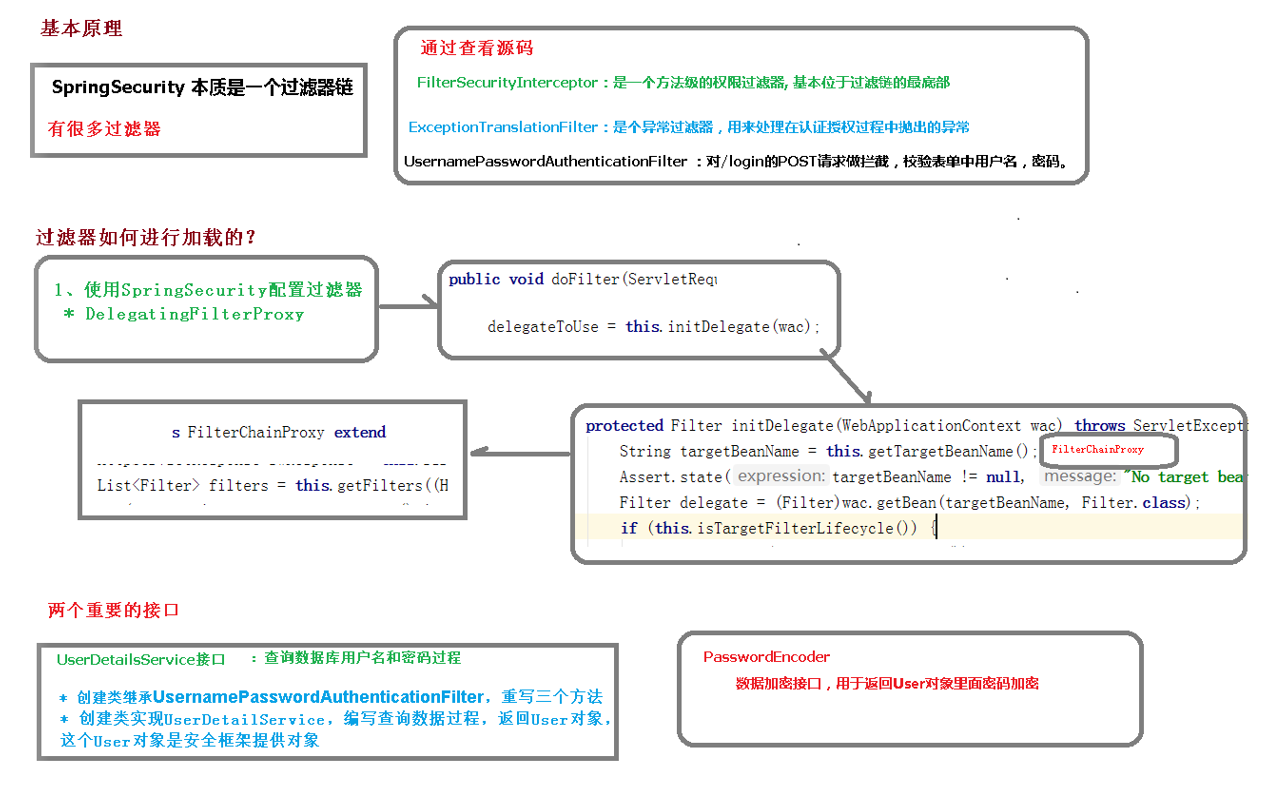 基本原理
SpringSecurity 本质是一个过滤器链
有很多过滤器
通过查看源码
FilterSecurityInterceptor：是一个方法级的权限过滤器, 基本位于过滤链的最底部
ExceptionTranslationFilter：是个异常过滤器，用来处理在认证授权过程中抛出的异常
UsernamePasswordAuthenticationFilter ：对/login的POST请求做拦截，校验表单中用户名，密码。
过滤器如何进行加载的？
1、使用SpringSecurity配置过滤器
* DelegatingFilterProxy
public void doFilter(ServletRequ
delegateToUse = this.initDelegate(wac);
protected Filter initDelegate(WebApplicationContext wac) throws ServletExcepti
String targetBeanName = this.getTargetBeanName();
FilterChainProxy
Assert.state( expression: targetBeanName != null, message: "No target bea
Filter delegate = (Filter)wac.getBean(targetBeanName, Filter.class);
if (this.isTargetFilterLifecycle()) {
s FilterChainProxy extend
List<Filter> filters = this.getFilters((H
两个重要的接口
UserDetailsService接口 ：查询数据库用户名和密码过程
* 创建类继承UsernamePasswordAuthenticationFilter，重写三个方法
* 创建类实现UserDetailService，编写查询数据过程，返回User对象，
这个User对象是安全框架提供对象
PasswordEncoder
数据加密接口，用于返回User对象里面密码加密